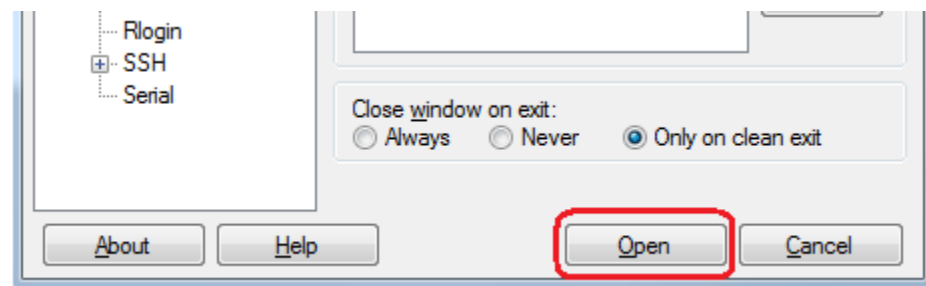 Rlogin
SSH
Serial
Close window on exit:
Always Never Only on clean exit
About Help Open Cancel